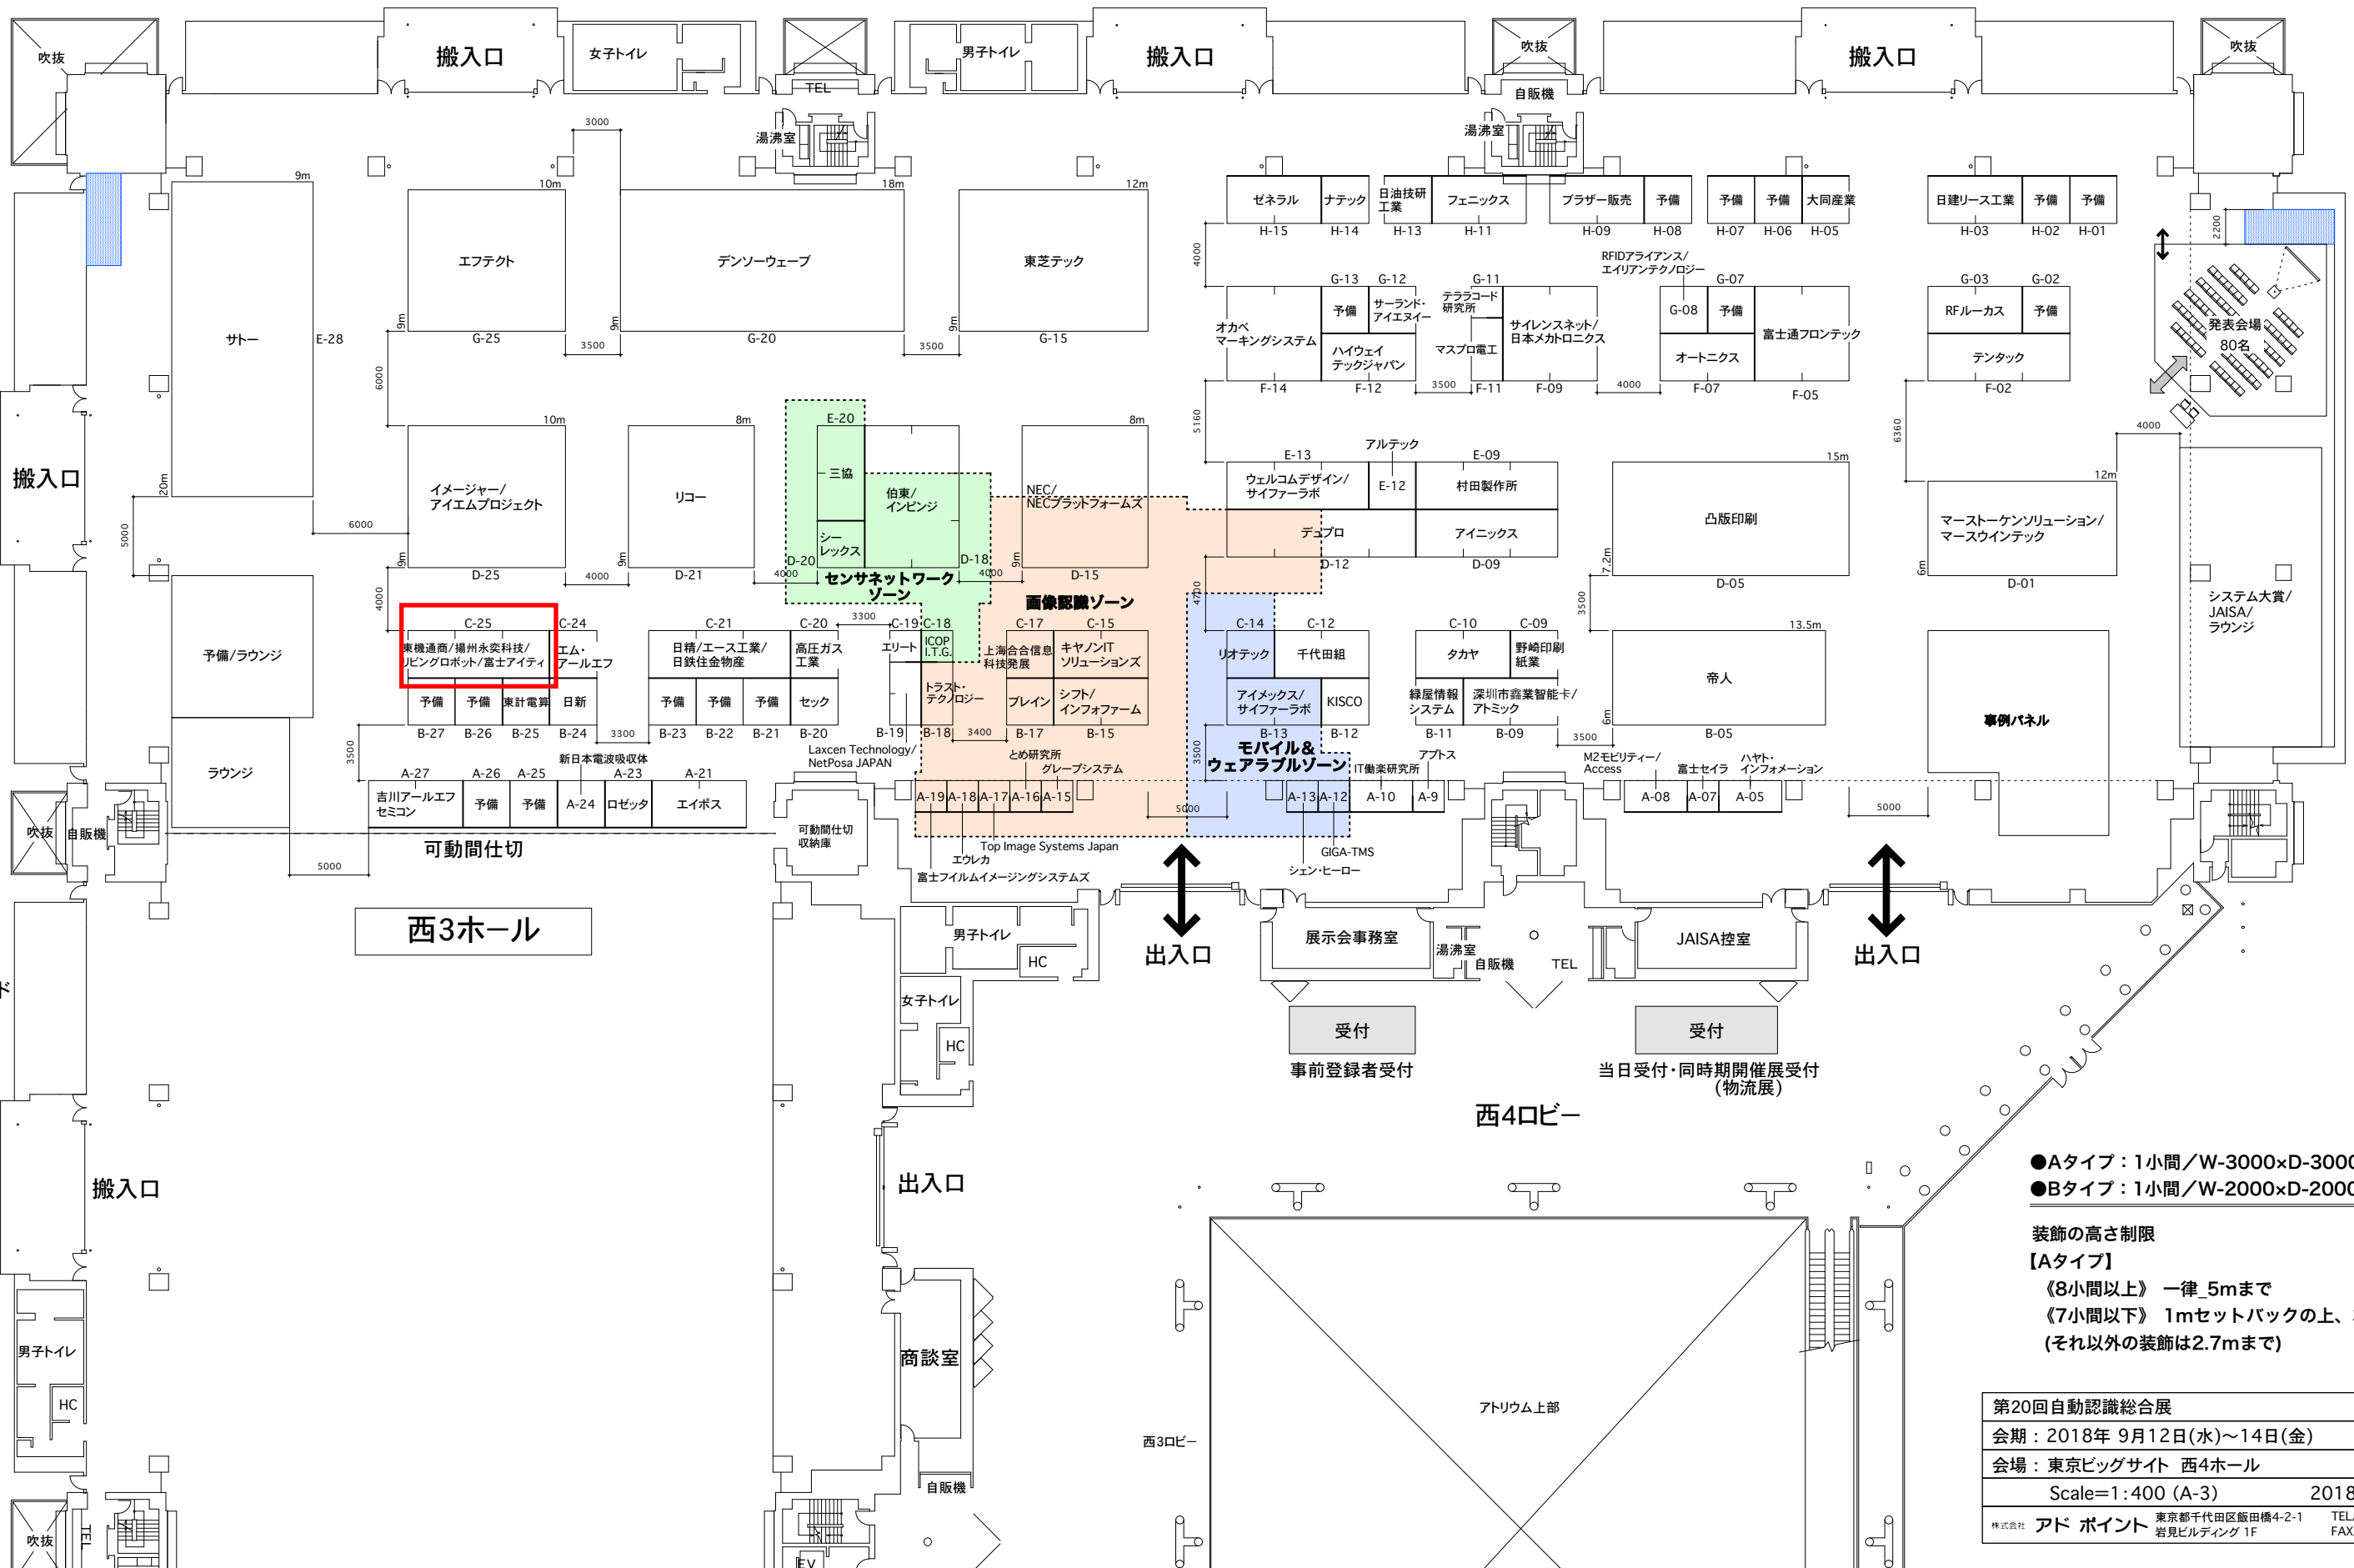 吹抜
搬入口
女子トイレ
TEL
男子トイレ
搬入口
吹抜
自販機
搬入口
吹抜
湯沸室
湯沸室
3000
9m
10m
18m
12m
ゼネラル
ナテック
日油技研
工業
フェニックス
ブラザー販売
予備
予備
予備
大同産業
日建リース工業
予備
予備
H-15
H-14
H-13
H-11
H-09
H-08
H-07
H-06
H-05
H-03
H-02
H-01
2200
4000
エフテクト
デンソーウェーブ
東芝テック
RFIDアライアンス/
エイリアンテクノロジー
G-13
G-12
G-11
G-07
G-03
G-02
サトー
E-28
9m
9m
9m
G-25
G-20
G-15
3500
3500
オカベ
マーキングシステム
予備
サーランド・
アイエヌイー
テララコード
研究所
サイレンスネット/
日本メカトロニクス
G-08
予備
富士通フロンテック
RFルーカス
予備
発表会場
80名
ハイウェイ
テックジャパン
マスプロ電工
オートニクス
テンタック
F-14
F-12
3500
F-11
F-09
4000
F-07
F-05
F-02
6000
5160
6360
4000
搬入口
20m
10m
8m
E-20
8m
アルテック
E-13
E-09
15m
12m
イメージャー/
アイエムプロジェクト
リコー
三協
伯東/
インピンジ
NEC/
NECプラットフォームズ
ウェルコムデザイン/
サイファーラボ
E-12
村田製作所
凸版印刷
マーストーケンソリューション/
マースウインテック
5000
6000
シー
レックス
デュプロ
アイニックス
9m
9m
D-20
D-18
9m
7.2m
6m
D-25
4000
D-21
4000
4000
D-15
D-12
D-09
D-05
D-01
センサネットワーク
ゾーン
画像認識ゾーン
4000
4700
3500
システム大賞/
JAISA/
ラウンジ
C-25
C-24
C-21
C-20
3300
C-19
C-18
C-17
C-15
C-14
C-12
C-10
C-09
13.5m
予備/ラウンジ
東機通商/揚州永奕科技/
リビングロボット/富士アイティ
エム・
アールエフ
日精/エース工業/
日鉄住金物産
高圧ガス
工業
エリート
ICOP
I.T.G.
上海合合信息
科技発展
キヤノンIT
ソリューションズ
リオテック
千代田組
タカヤ
野崎印刷
紙業
帝人
予備
予備
東計電算
日新
予備
予備
予備
セック
トラスト・
テクノロジー
ブレイン
シフト/
インフォファーム
アイメックス/
サイファーラボ
KISCO
緑屋情報
システム
深圳市鑫業智能卡/
アトミック
6m
事例パネル
B-27
B-26
B-25
B-24
3300
B-23
B-22
B-21
B-20
B-19
B-18
3400
B-17
B-15
B-13
B-12
B-11
B-09
3500
B-05
3500
3500
モバイル＆
ウェアラブルゾーン
新日本電波吸収体
Laxcen Technology/
NetPosa JAPAN
とめ研究所
グレープシステム
IT働楽研究所
アプトス
M2モビリティー/
Access
富士セイラ
ハヤト・
インフォメーション
ラウンジ
A-27
A-26
A-25
A-23
A-21
吉川アールエフ
セミコン
予備
予備
A-24
ロゼッタ
エイポス
A-19
A-18
A-17
A-16
A-15
5000
A-13
A-12
A-10
A-9
A-08
A-07
A-05
5000
吹抜
自販機
可動間仕切
収納庫
可動間仕切
5000
Top Image Systems Japan
エウレカ
富士フイルムイメージングシステムズ
GIGA-TMS
シェン・ヒーロー
西3ホール
男子トイレ
HC
出入口
展示会事務室
湯沸室
自販機
TEL
JAISA控室
出入口
女子トイレ
HC
受付
受付
事前登録者受付
当日受付・同時期開催展受付
(物流展)
西4ロビー
搬入口
出入口
●Aタイプ：1小間／W-3000×D-3000
●Bタイプ：1小間／W-2000×D-2000
装飾の高さ制限
【Aタイプ】
《8小間以上》 一律_5mまで
《7小間以下》 1mセットバックの上、
(それ以外の装飾は2.7mまで)
男子トイレ
HC
商談室
アトリウム上部
西3ロビー
自販機
吹抜
TEL
EV
第20回自動認識総合展
会期：2018年 9月12日(水)～14日(金)
会場：東京ビッグサイト 西4ホール
Scale=1:400 (A-3) 2018
株式会社 アド ポイント 東京都千代田区飯田橋4-2-1 TEL
岩見ビルディング 1F FAX